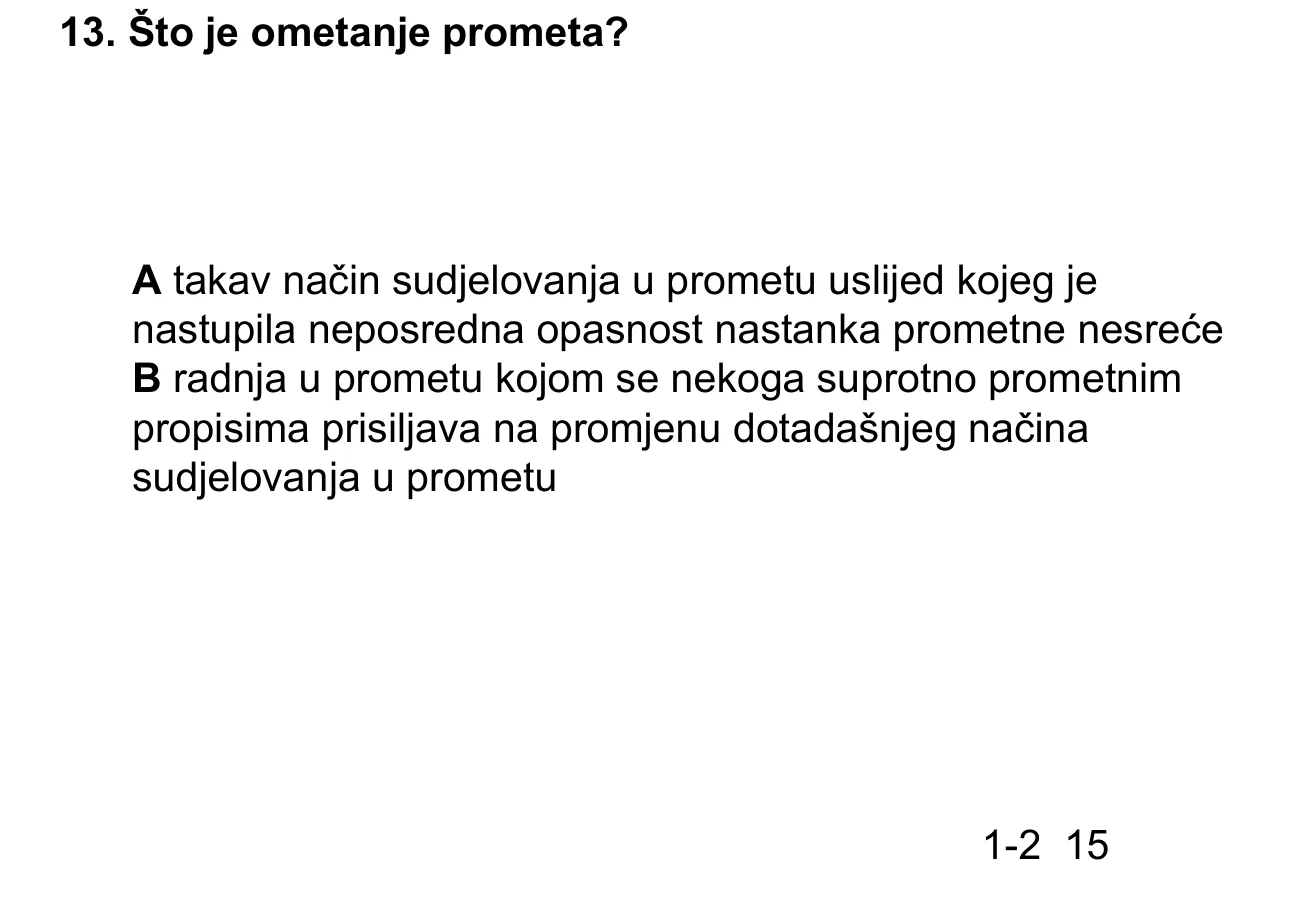 13. Što je ometanje prometa?
A takav način sudjelovanja u prometu uslijed kojeg je
nastupila neposredna opasnost nastanka prometne nesreće
B radnja u prometu kojom se nekoga suprotno prometnim
propisima prisiljava na promjenu dotadašnjeg načina
sudjelovanja u prometu
1-2 15